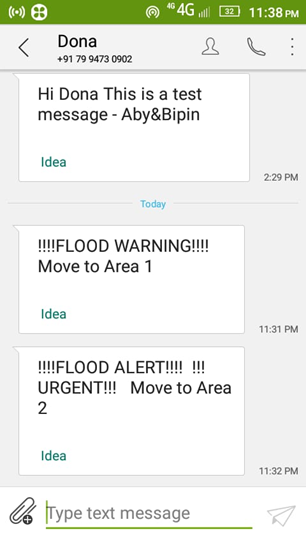 4G 4G 32 11:38 PM
Dona
+91 79 9473 0902
Hi Dona This is a test
message - Aby&Bipin
Idea
2:29 PM
Today
!!!!FLOOD WARNING!!!!
Move to Area 1
Idea
11:31 PM
!!!!FLOOD ALERT!!!! !!!
URGENT!!! Move to Area
2
Idea
11:32 PM
Type text message